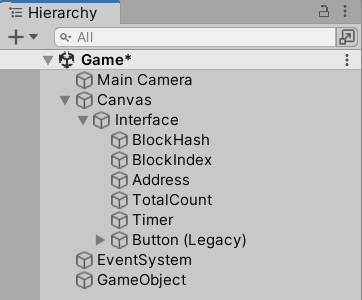 Hierarchy
All
Game*
Main Camera
Canvas
Interface
BlockHash
BlockIndex
Address
TotalCount
Timer
Button (Legacy)
EventSystem
GameObject